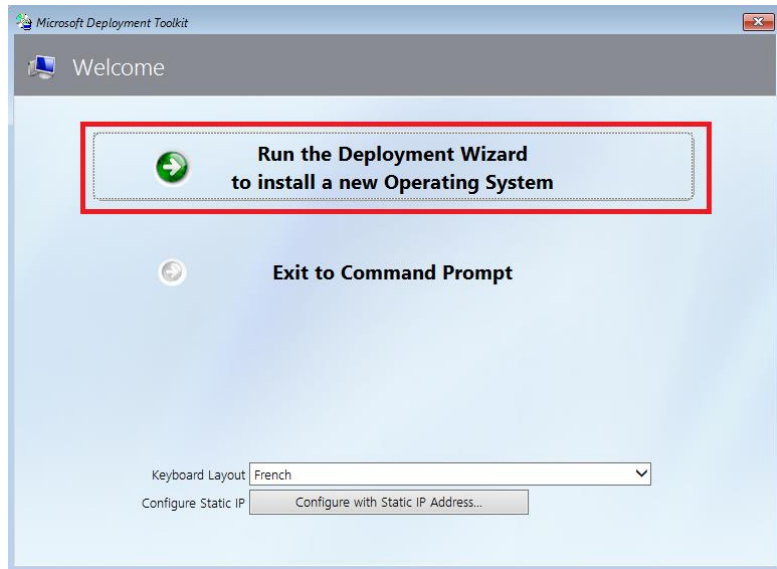 Microsoft Deployment Toolkit
Welcome
Run the Deployment Wizard
to install a new Operating System
Exit to Command Prompt
Keyboard Layout French
Configure Static IP Configure with Static IP Address...